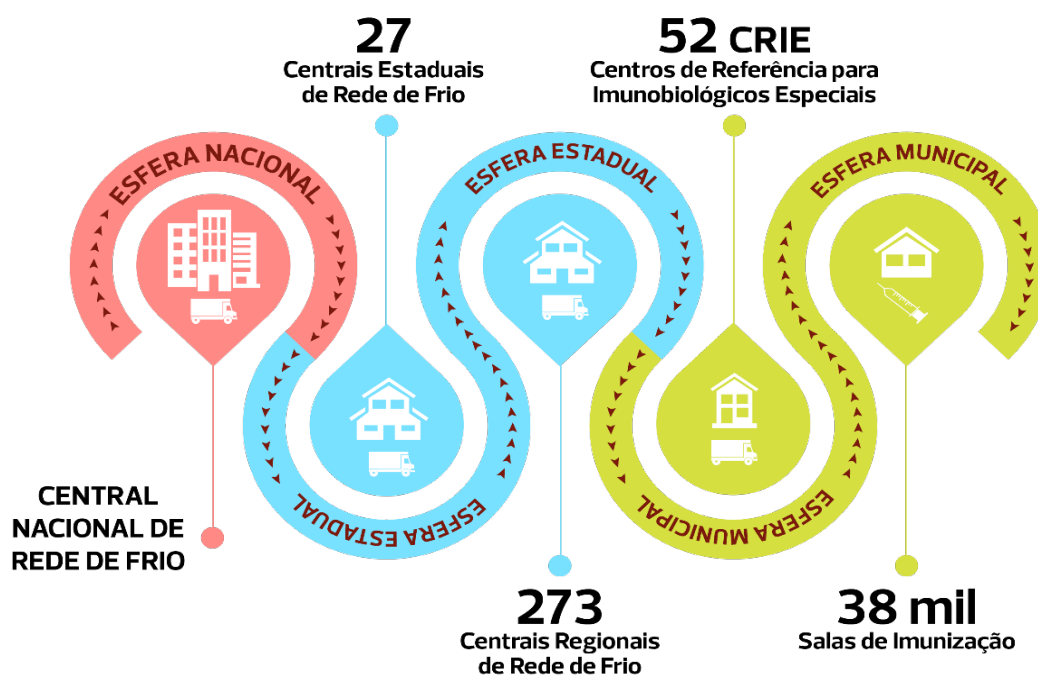 27
Centrais Estaduais
de Rede de Frio
52 CRIE
Centros de Referência para
Imunobiológicos Especiais
ESFERA NACIONAL
ESFERA ESTADUAL
ESFERA MUNICIPAL
ESFERA ESTADUAL
ESFERA MUNICIPAL
CENTRAL
NACIONAL DE
REDE DE FRIO
273
Centrais Regionais
de Rede de Frio
38 mil
Salas de Imunização